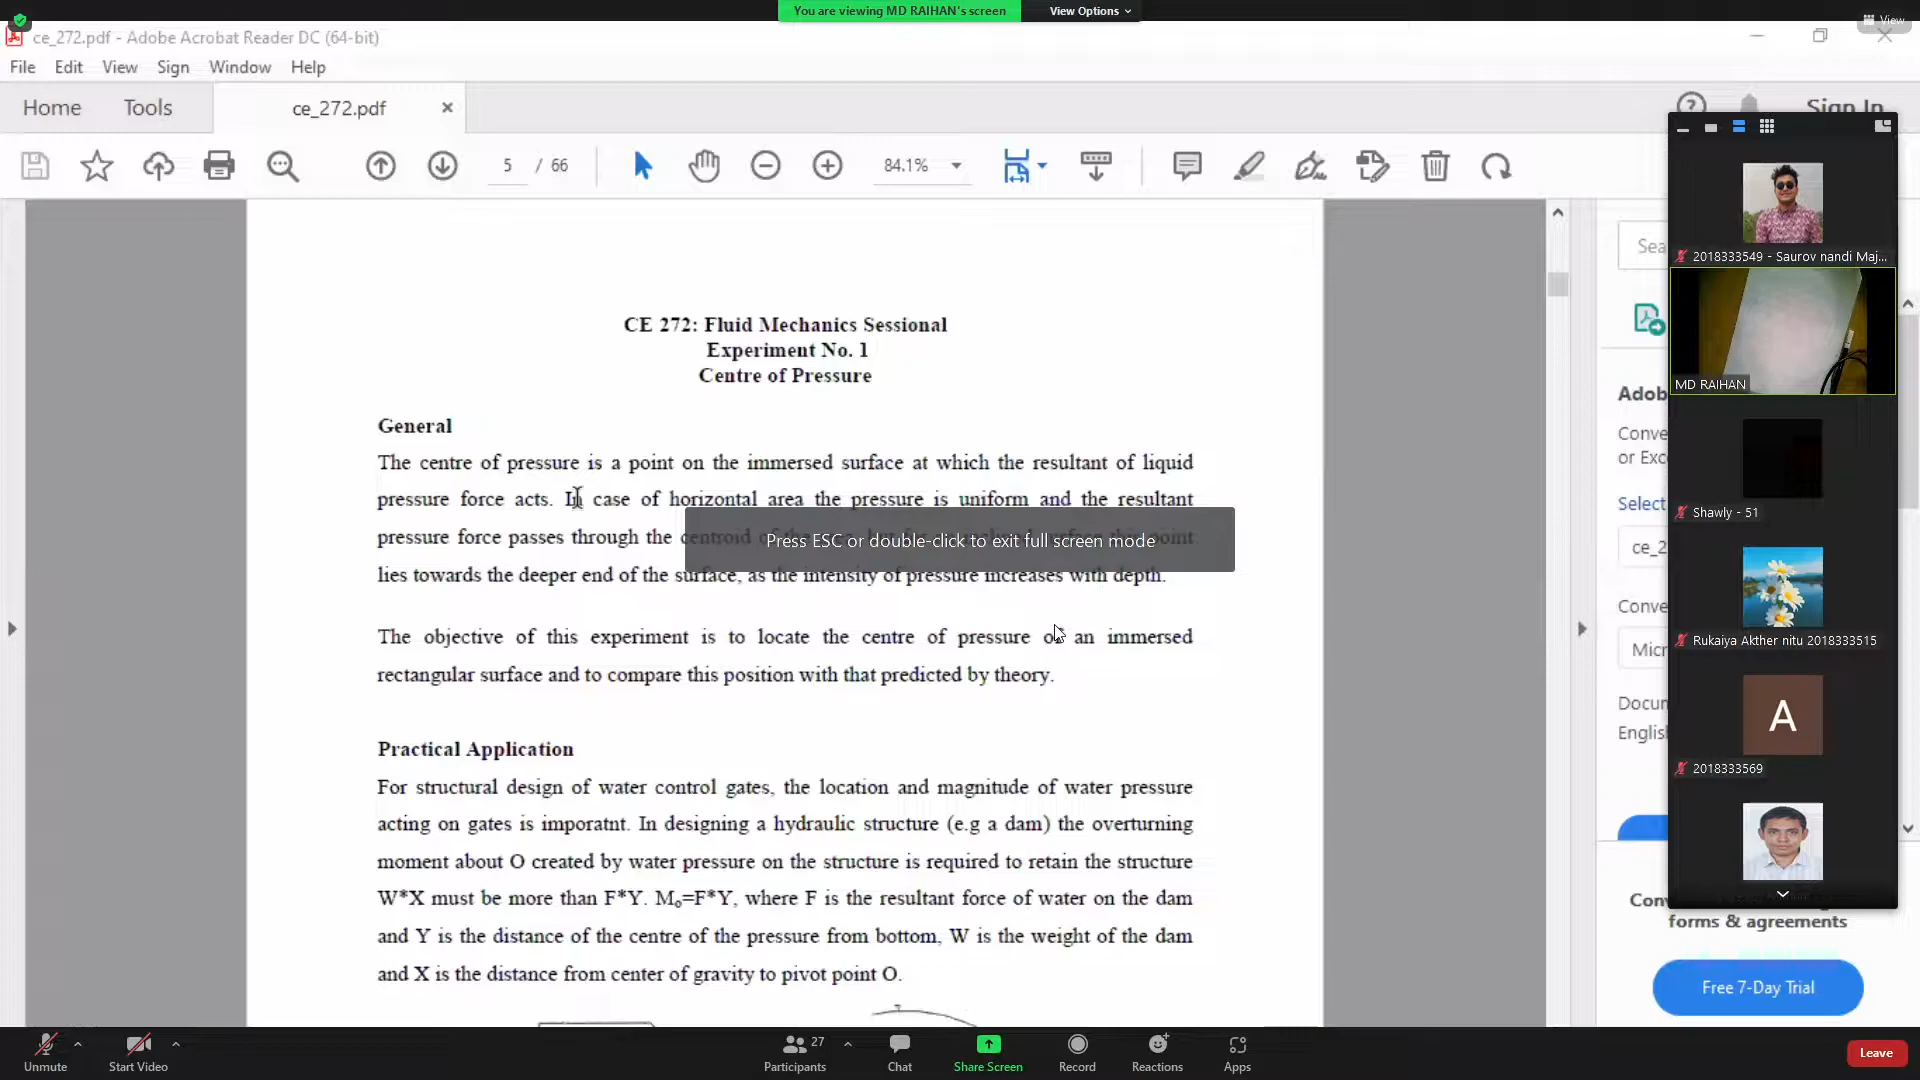 You are viewing MD RAIHAN's screen
View Options
View
ce_272.pdf - Adobe Acrobat Reader DC (64-bit)
File Edit View Sign Window Help
Home Tools ce_272.pdf
Sign In
5 / 66
84.1%
CE 272: Fluid Mechanics Sessional
Experiment No. 1
Centre of Pressure
General
The centre of pressure is a point on the immersed surface at which the resultant of liquid
pressure force acts. In case of horizontal area the pressure is uniform and the resultant
pressure force passes through the centroid
Press ESC or double-click to exit full screen mode
lies towards the deeper end of the surface, as the intensity of pressure increases with depth.
The objective of this experiment is to locate the centre of pressure of an immersed
rectangular surface and to compare this position with that predicted by theory.
Practical Application
For structural design of water control gates, the location and magnitude of water pressure
acting on gates is imporatnt. In designing a hydraulic structure (e.g a dam) the overturning
moment about O created by water pressure on the structure is required to retain the structure
W*X must be more than F*Y. Mₒ=F*Y, where F is the resultant force of water on the dam
and Y is the distance of the centre of the pressure from bottom, W is the weight of the dam
and X is the distance from center of gravity to pivot point O.
Sea
Adob
Conve
or Exc
Select
ce_2
Conve
Micr
Docun
English
Con
forms & agreements
Free 7-Day Trial
2018333549 - Saurov nandi Maj...
MD RAIHAN
Shawly - 51
Rukaiya Akther nitu 2018333515
A
2018333569
Unmute
Start Video
Participants 27
Chat
Share Screen
Record
Reactions
Apps
Leave